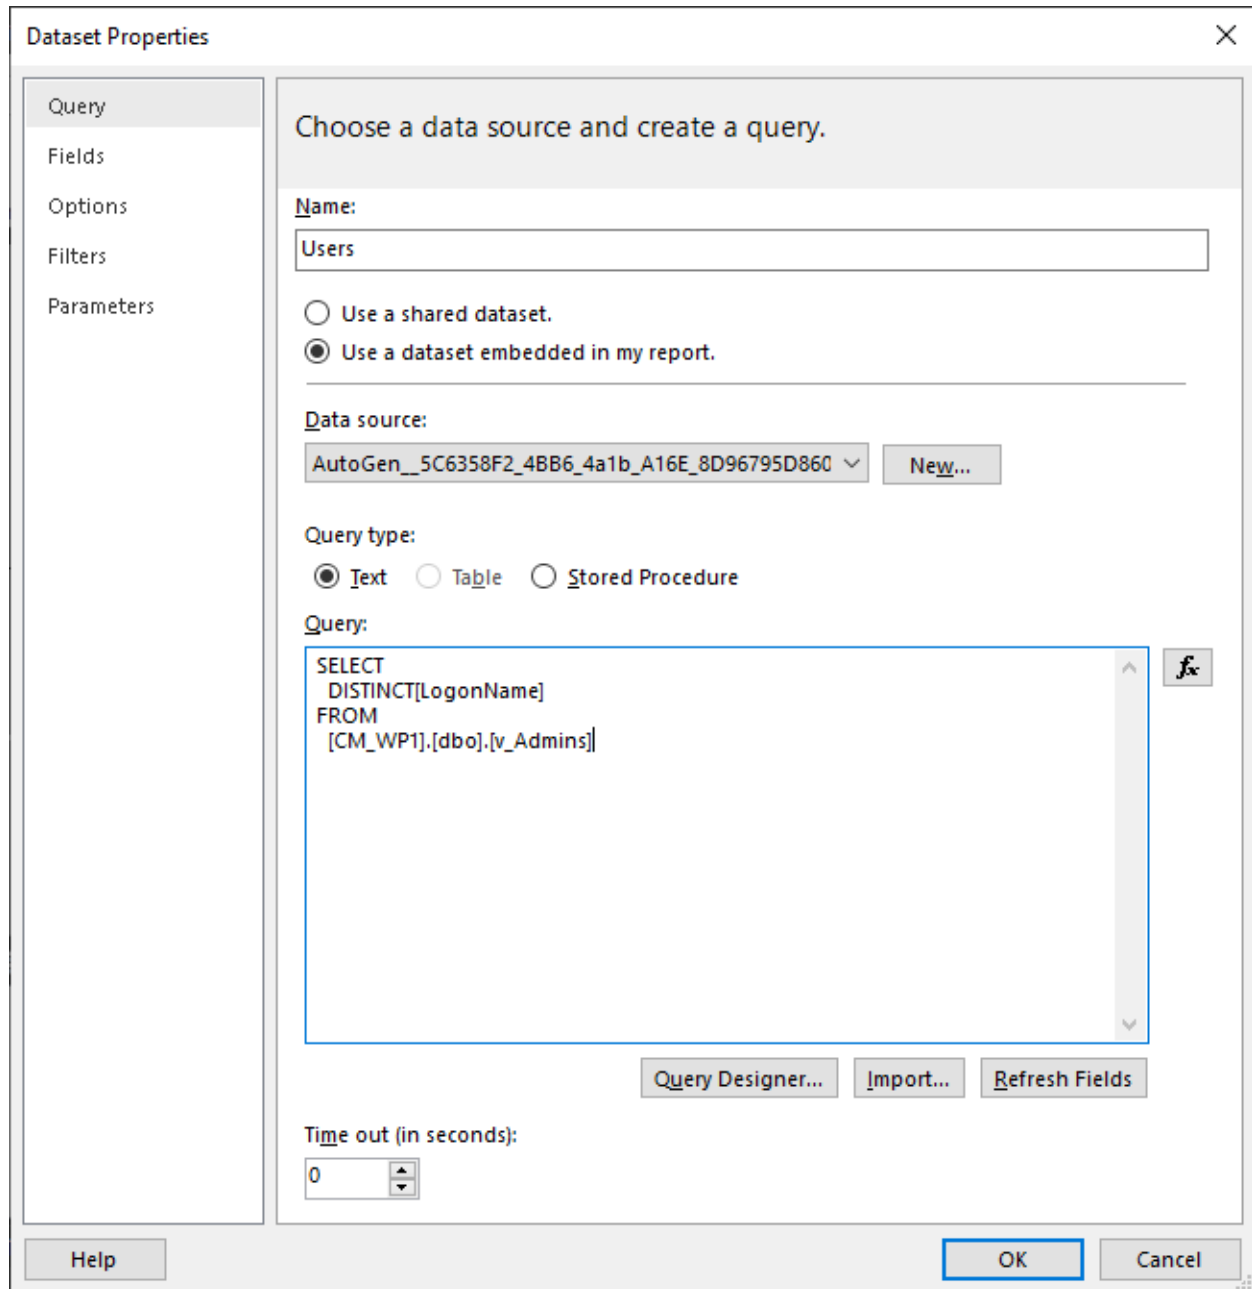 Dataset Properties
Query
Fields
Options
Filters
Parameters
Choose a data source and create a query.
Name:
Users
Use a shared dataset.
Use a dataset embedded in my report.
Data source:
AutoGen__5C6358F2_4BB6_4a1b_A16E_8D96795D860
New...
Query type:
Text Table Stored Procedure
Query:
SELECT
DISTINCT[LogonName]
FROM
[CM_WP1].[dbo].[v_Admins]
fx
Query Designer... Import... Refresh Fields
Time out (in seconds):
0
Help OK Cancel